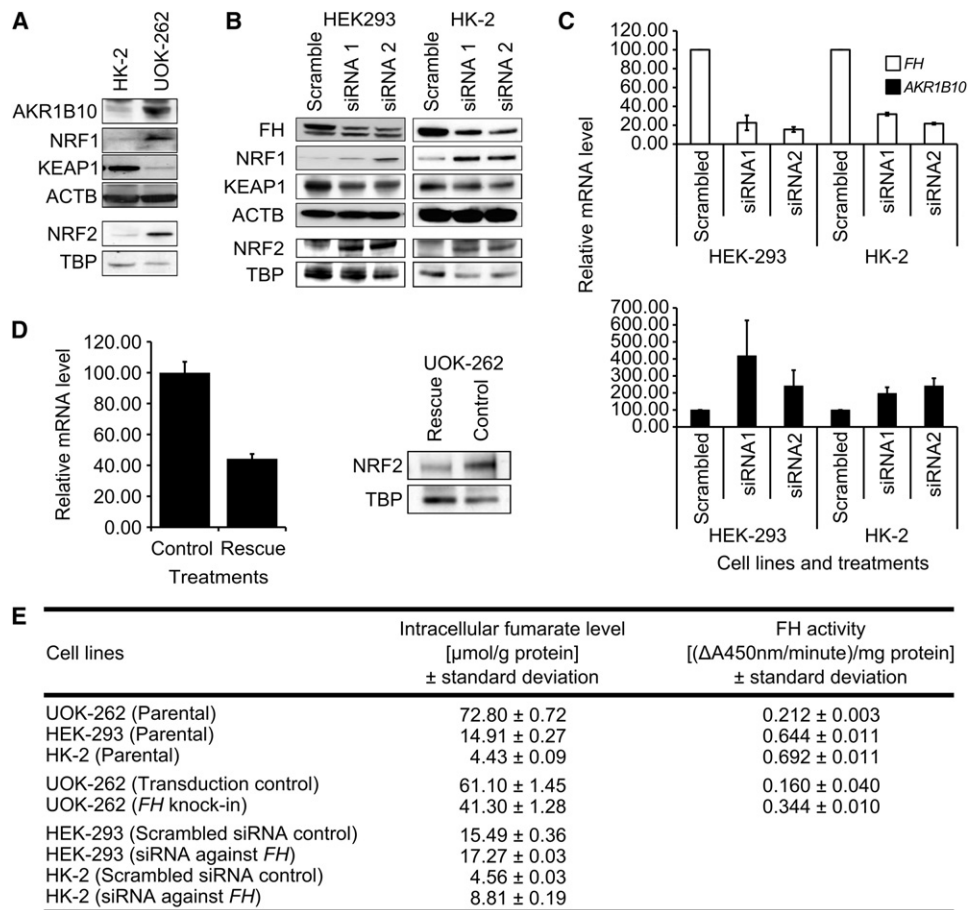 A
HK-2
UOK-262
AKR1B10
NRF1
KEAP1
ACTB
NRF2
TBP
B
HEK293
HK-2
Scramble
siRNA 1
siRNA 2
Scramble
siRNA 1
siRNA 2
FH
NRF1
KEAP1
ACTB
NRF2
TBP
C
Relative mRNA level
120.00
100.00
80.00
60.00
40.00
20.00
0.00
FH
AKR1B10
Scrambled
siRNA1
siRNA2
Scrambled
siRNA1
siRNA2
HEK-293
HK-2
700.00
600.00
500.00
400.00
300.00
200.00
100.00
0.00
Scrambled
siRNA1
siRNA2
Scrambled
siRNA1
siRNA2
HEK-293
HK-2
Cell lines and treatments
D
Relative mRNA level
120.00
100.00
80.00
60.00
40.00
20.00
0.00
Control Rescue
Treatments
UOK-262
Rescue
Control
NRF2
TBP
E
Cell lines
Intracellular fumarate level
[µmol/g protein]
± standard deviation
FH activity
[(ΔA450nm/minute)/mg protein]
± standard deviation
UOK-262 (Parental) 72.80 ± 0.72 0.212 ± 0.003
HEK-293 (Parental) 14.91 ± 0.27 0.644 ± 0.011
HK-2 (Parental) 4.43 ± 0.09 0.692 ± 0.011
UOK-262 (Transduction control) 61.10 ± 1.45 0.160 ± 0.040
UOK-262 (FH knock-in) 41.30 ± 1.28 0.344 ± 0.010
HEK-293 (Scrambled siRNA control) 15.49 ± 0.36
HEK-293 (siRNA against FH) 17.27 ± 0.03
HK-2 (Scrambled siRNA control) 4.56 ± 0.03
HK-2 (siRNA against FH) 8.81 ± 0.19